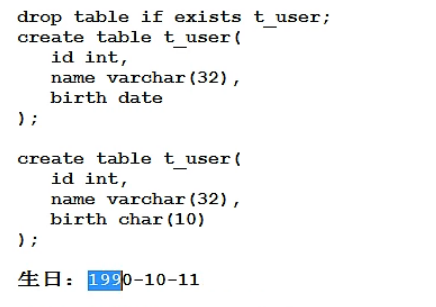 drop table if exists t_user;
create table t_user(
id int,
name varchar(32),
birth date
);
create table t_user(
id int,
name varchar(32),
birth char(10)
);
生日：1990-10-11